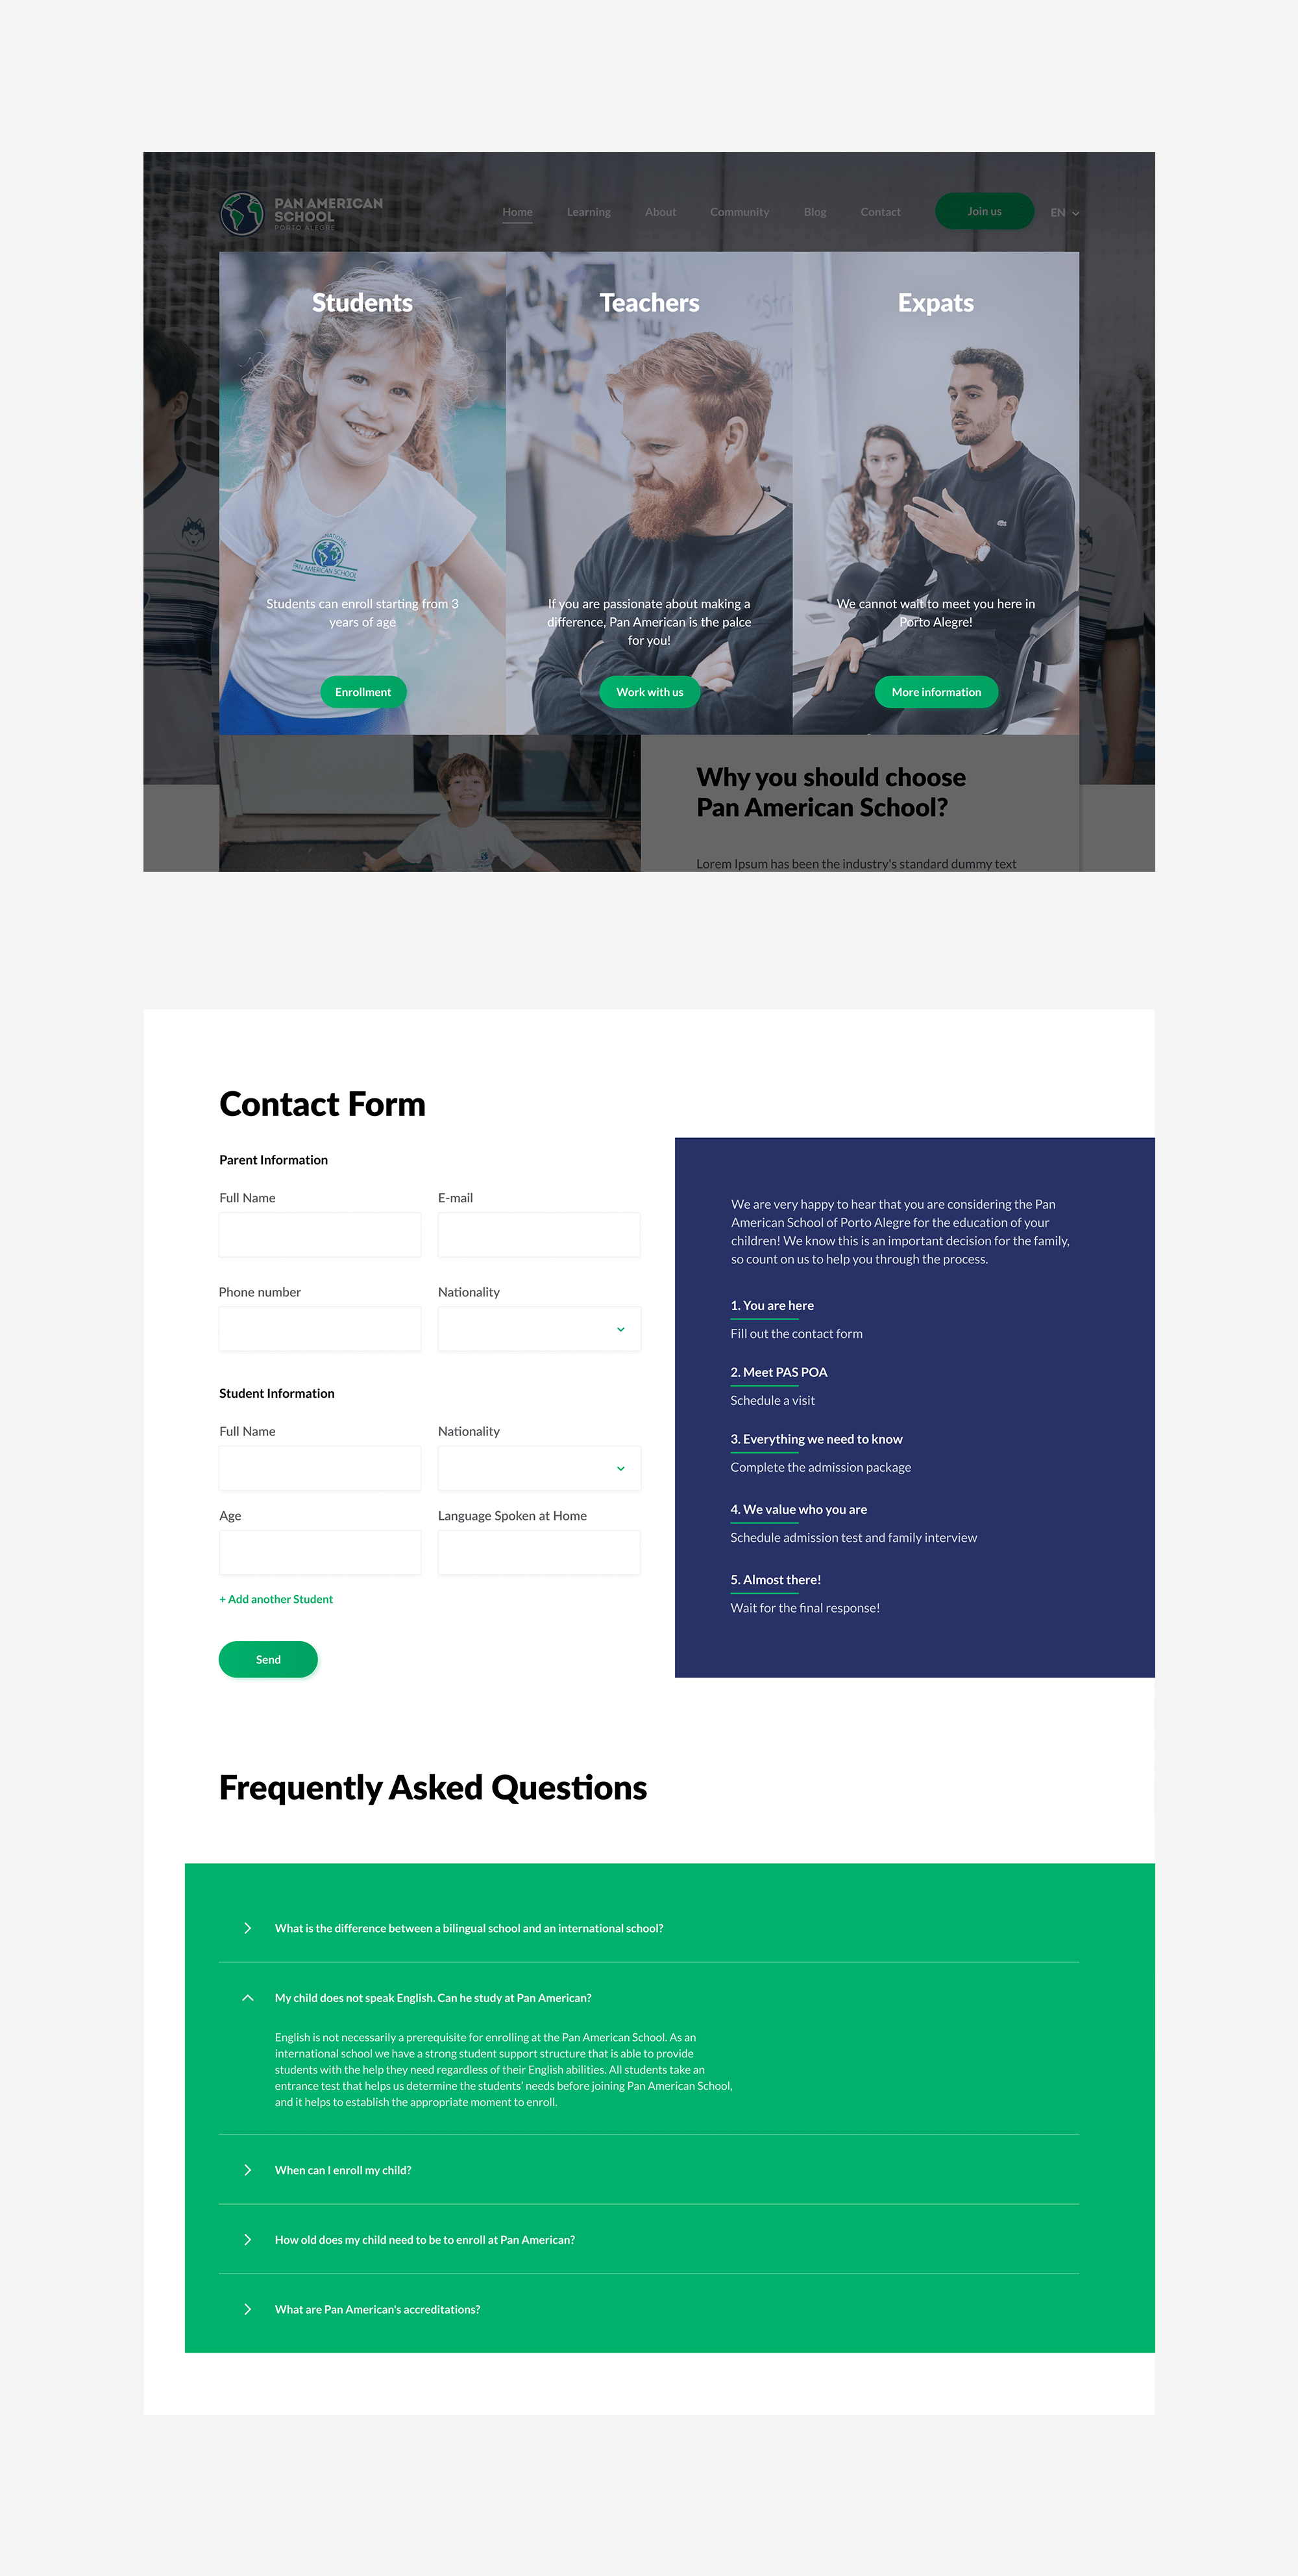 PAN AMERICAN
SCHOOL
PORTO ALEGRE
Home
Learning
About
Community
Blog
Contact
Join us
EN
Students
Teachers
Expats
PAN AMERICAN SCHOOL
Students can enroll starting from 3
years of age
If you are passionate about making a
difference, Pan American is the palce
for you!
We cannot wait to meet you here in
Porto Alegre!
Enrollment
Work with us
More information
Why you should choose
Pan American School?
Lorem Ipsum has been the industry's standard dummy text
Contact Form
Parent Information
Full Name
E-mail
Phone number
Nationality
Student Information
Full Name
Nationality
Age
Language Spoken at Home
+ Add another Student
Send
We are very happy to hear that you are considering the Pan
American School of Porto Alegre for the education of your
children! We know this is an important decision for the family,
so count on us to help you through the process.
1. You are here
Fill out the contact form
2. Meet PAS POA
Schedule a visit
3. Everything we need to know
Complete the admission package
4. We value who you are
Schedule admission test and family interview
5. Almost there!
Wait for the final response!
Frequently Asked Questions
What is the difference between a bilingual school and an international school?
My child does not speak English. Can he study at Pan American?
English is not necessarily a prerequisite for enrolling at the Pan American School. As an
international school we have a strong student support structure that is able to provide
students with the help they need regardless of their English abilities. All students take an
entrance test that helps us determine the students' needs before joining Pan American School,
and it helps to establish the appropriate moment to enroll.
When can I enroll my child?
How old does my child need to be to enroll at Pan American?
What are Pan American's accreditations?